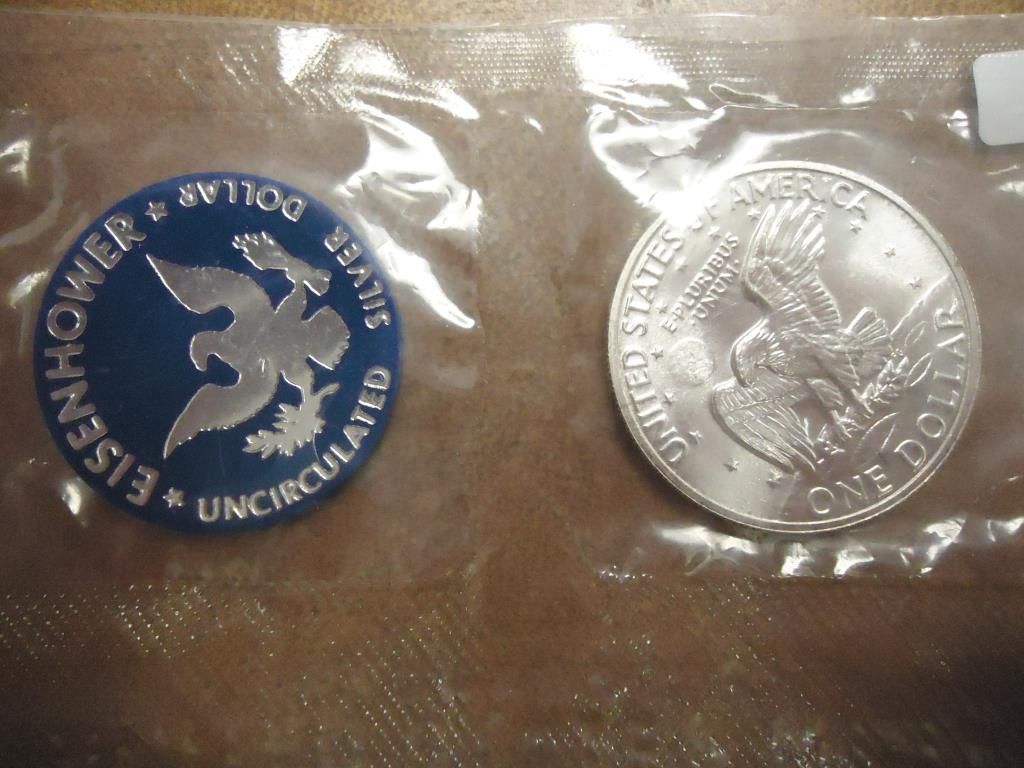 EISENHOWER ★ DOLLAR
SILVER
UNCIRCULATED ★
UNITED STATES OF AMERICA
E·PLURIBUS
UNUM
ONE DOLLAR